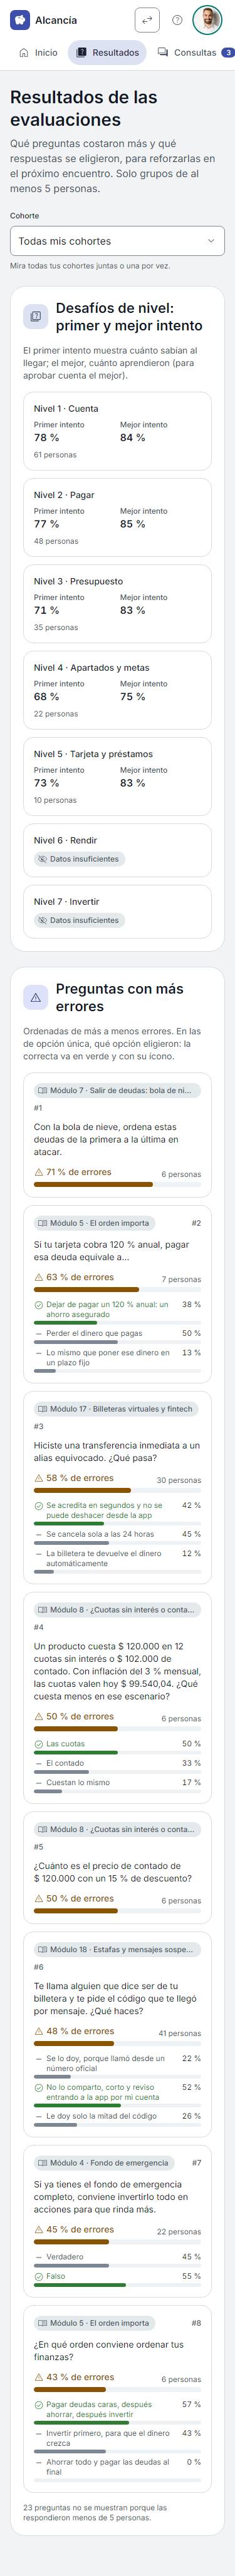 Alcancía
Inicio
Resultados
Consultas
3
Resultados de las
evaluaciones
Qué preguntas costaron más y qué
respuestas se eligieron, para reforzarlas en
el próximo encuentro. Solo grupos de al
menos 5 personas.
Cohorte
Todas mis cohortes
Mira todas tus cohortes juntas o una por vez.
Desafíos de nivel:
primer y mejor intento
El primer intento muestra cuánto sabían al
llegar; el mejor, cuánto aprendieron (para
aprobar cuenta el mejor).
Nivel 1 · Cuenta
Primer intento Mejor intento
78 % 84 %
61 personas
Nivel 2 · Pagar
Primer intento Mejor intento
77 % 85 %
48 personas
Nivel 3 · Presupuesto
Primer intento Mejor intento
71 % 83 %
35 personas
Nivel 4 · Apartados y metas
Primer intento Mejor intento
68 % 75 %
22 personas
Nivel 5 · Tarjeta y préstamos
Primer intento Mejor intento
73 % 83 %
10 personas
Nivel 6 · Rendir
Datos insuficientes
Nivel 7 · Invertir
Datos insuficientes
Preguntas con más
errores
Ordenadas de más a menos errores. En las
de opción única, qué opción eligieron: la
correcta va en verde y con su ícono.
Módulo 7 · Salir de deudas: bola de ni...
#1
Con la bola de nieve, ordena estas
deudas de la primera a la última en
atacar.
71 % de errores 6 personas
Módulo 5 · El orden importa #2
Si tu tarjeta cobra 120 % anual, pagar
esa deuda equivale a...
63 % de errores 7 personas
Dejar de pagar un 120 % anual: un 38 %
ahorro asegurado
— Perder el dinero que pagas 50 %
— Lo mismo que poner ese dinero en 13 %
un plazo fijo
Módulo 17 · Billeteras virtuales y fintech
#3
Hiciste una transferencia inmediata a un
alias equivocado. ¿Qué pasa?
58 % de errores 30 personas
Se acredita en segundos y no se 42 %
puede deshacer desde la app
— Se cancela sola a las 24 horas 45 %
— La billetera te devuelve el dinero 12 %
automáticamente
Módulo 8 · ¿Cuotas sin interés o conta...
#4
Un producto cuesta $ 120.000 en 12
cuotas sin interés o $ 102.000 de
contado. Con inflación del 3 % mensual,
las cuotas valen hoy $ 99.540,04. ¿Qué
cuesta menos en ese escenario?
50 % de errores 6 personas
Las cuotas 50 %
— El contado 33 %
— Cuestan lo mismo 17 %
Módulo 8 · ¿Cuotas sin interés o conta...
#5
¿Cuánto es el precio de contado de
$ 120.000 con un 15 % de descuento?
50 % de errores 6 personas
Módulo 18 · Estafas y mensajes sospe...
#6
Te llama alguien que dice ser de tu
billetera y te pide el código que te llegó
por mensaje. ¿Qué haces?
48 % de errores 41 personas
— Se lo doy, porque llamó desde un 22 %
número oficial
No lo comparto, corto y reviso 52 %
entrando a la app por mi cuenta
— Le doy solo la mitad del código 26 %
Módulo 4 · Fondo de emergencia #7
Si ya tienes el fondo de emergencia
completo, conviene invertirlo todo en
acciones para que rinda más.
45 % de errores 22 personas
— Verdadero 45 %
Falso 55 %
Módulo 5 · El orden importa #8
¿En qué orden conviene ordenar tus
finanzas?
43 % de errores 6 personas
Pagar deudas caras, después 57 %
ahorrar, después invertir
— Invertir primero, para que el dinero 43 %
crezca
— Ahorrar todo y pagar las deudas al 0 %
final
23 preguntas no se muestran porque las
respondieron menos de 5 personas.